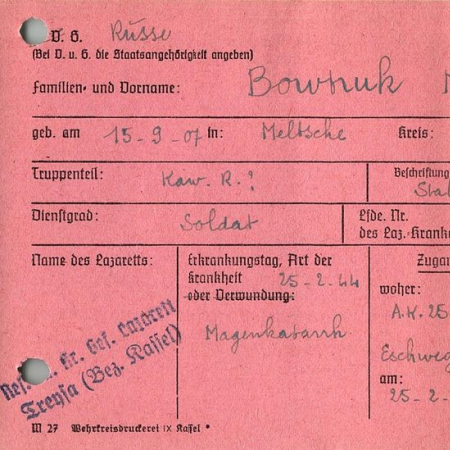 D. G. Russe
(Bei D. u. G. die Staatsangehörigkeit angeben)
Familien- und Vorname: Bownuk
geb. am 15-9-07 in: Meltsche Kreis:
Truppenteil: Kaw. R.? Beschriftung
Dienstgrad: Soldat Lfde. Nr.
des Laz.-Kranke
Name des Lazaretts: Erkrankungstag, Art der Zugan
Krankheit 25-2-44 woher:
oder Verwundung: A.K. 25
Magenkatarrh Eschweg
Res. Kr. Gef. Lazarett am:
Treysa (Bez. Kassel) 25-2-
M 27 Wehrkreisdruckerei IX Kassel *